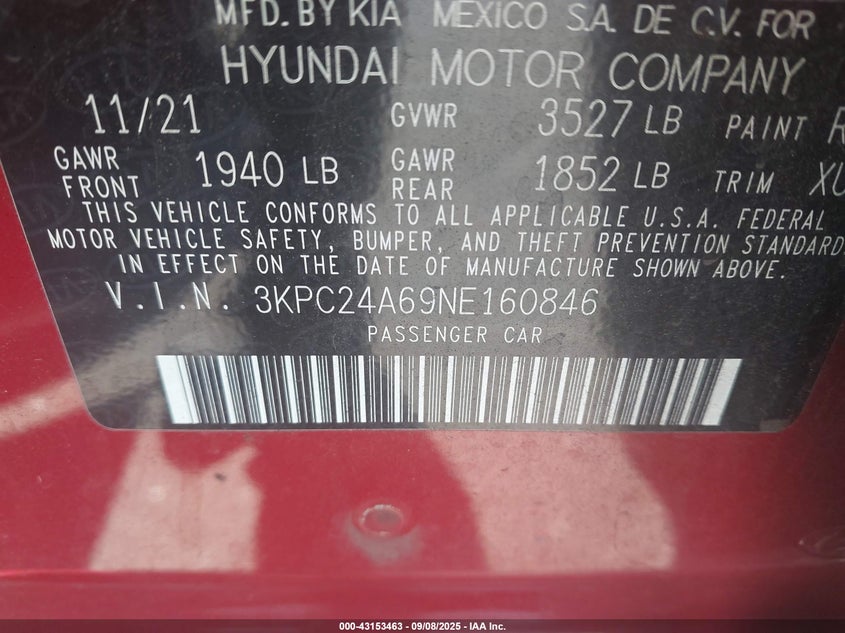 MFD. BY KIA MEXICO S.A. DE C.V. FOR
HYUNDAI MOTOR COMPANY
11/21 GVWR 3527 LB PAINT R
GAWR FRONT 1940 LB GAWR REAR 1852 LB TRIM XU
THIS VEHICLE CONFORMS TO ALL APPLICABLE U.S.A. FEDERAL
MOTOR VEHICLE SAFETY, BUMPER, AND THEFT PREVENTION STANDARD
IN EFFECT ON THE DATE OF MANUFACTURE SHOWN ABOVE.
V.I.N. 3KPC24A69NE160846
PASSENGER CAR
000-43153463 - 09/08/2025 - IAA Inc.